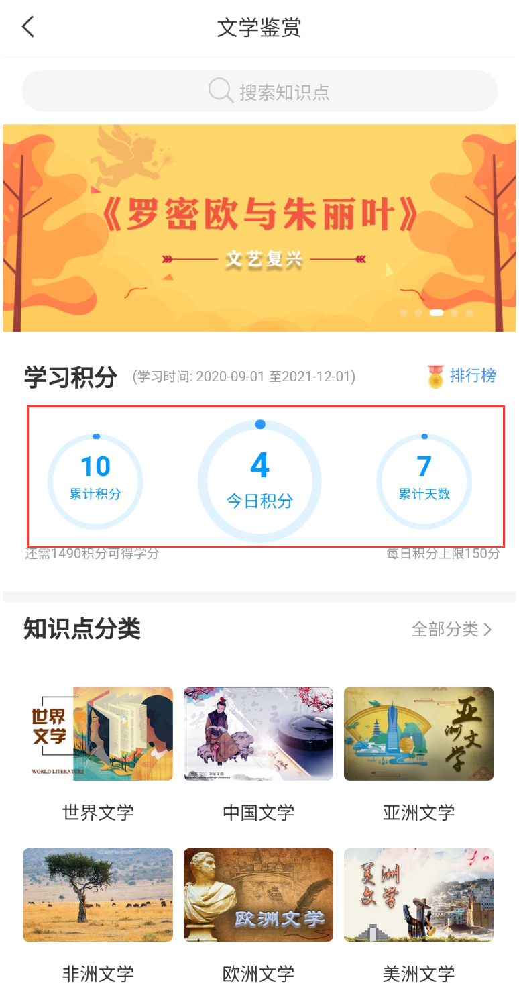 文学鉴赏
搜索知识点
《罗密欧与朱丽叶》
文艺复兴
学习积分 (学习时间: 2020-09-01 至2021-12-01) 排行榜
10 4 7
累计积分 今日积分 累计天数
还需1490积分可得学分 每日积分上限150分
知识点分类 全部分类
世界
文学
WORLD LITERATURE
亚洲文学
世界文学 中国文学 亚洲文学
欧洲文学
美洲
文学
非洲文学 欧洲文学 美洲文学